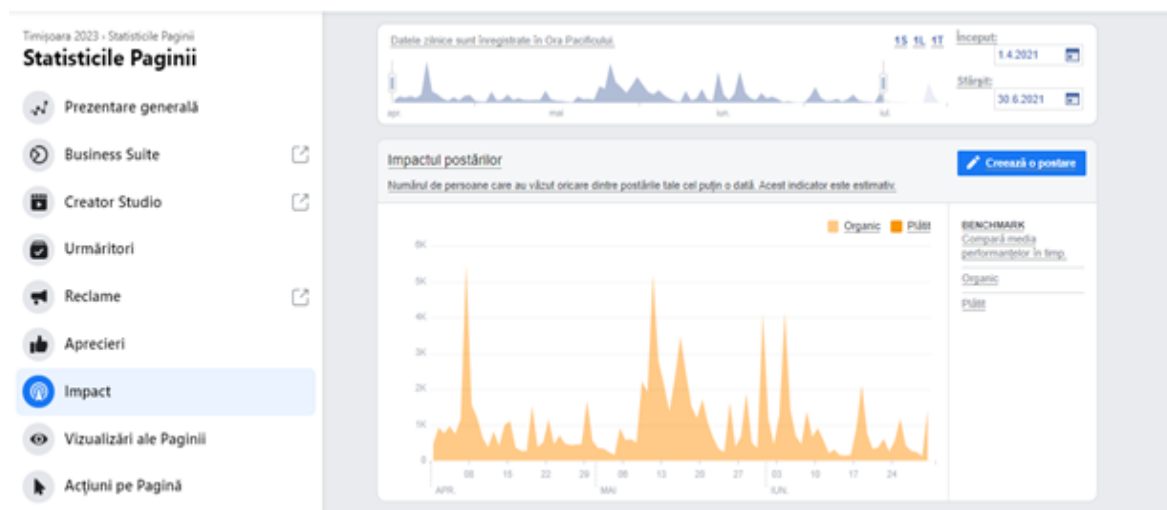 Timișoara 2023 › Statisticile Paginii
Statisticile Paginii
Prezentare generală
Business Suite
Creator Studio
Urmăritori
Reclame
Aprecieri
Impact
Vizualizări ale Paginii
Acțiuni pe Pagină
Datele zilnice sunt înregistrate în Ora Pacificului.
1S 1L 1T
Început:
1.4.2021
Sfârșit:
30.6.2021
apr. mai iun. iul.
Impactul postărilor
Creează o postare
Numărul de persoane care au văzut oricare dintre postările tale cel puțin o dată. Acest indicator este estimativ.
Organic Plătit
BENCHMARK
Compară media
performanțelor în timp.
Organic
Plătit
6K
5K
4K
3K
2K
1K
0
08 15 22 29 06 13 20 27 03 10 17 24
APR. MAI IUN.